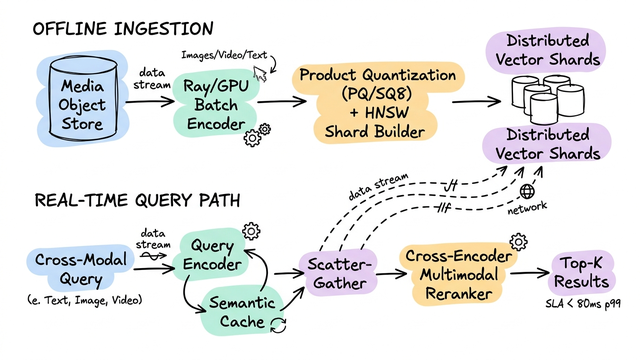 OFFLINE INGESTION
Media
Object
Store
data
stream
Images/Video/Text
Ray/GPU
Batch
Encoder
Product Quantization
(PQ/SQ8)
+ HNSW
Shard Builder
Distributed
Vector Shards
Distributed
Vector Shards
REAL-TIME QUERY PATH
data stream
network
Cross-Modal
Query
(e. Text, Image, Video)
data
stream
Query
Encoder
Semantic
Cache
Scatter-
Gather
Cross-Encoder
Multimodal
Reranker
Top-K
Results
SLA < 80ms p99